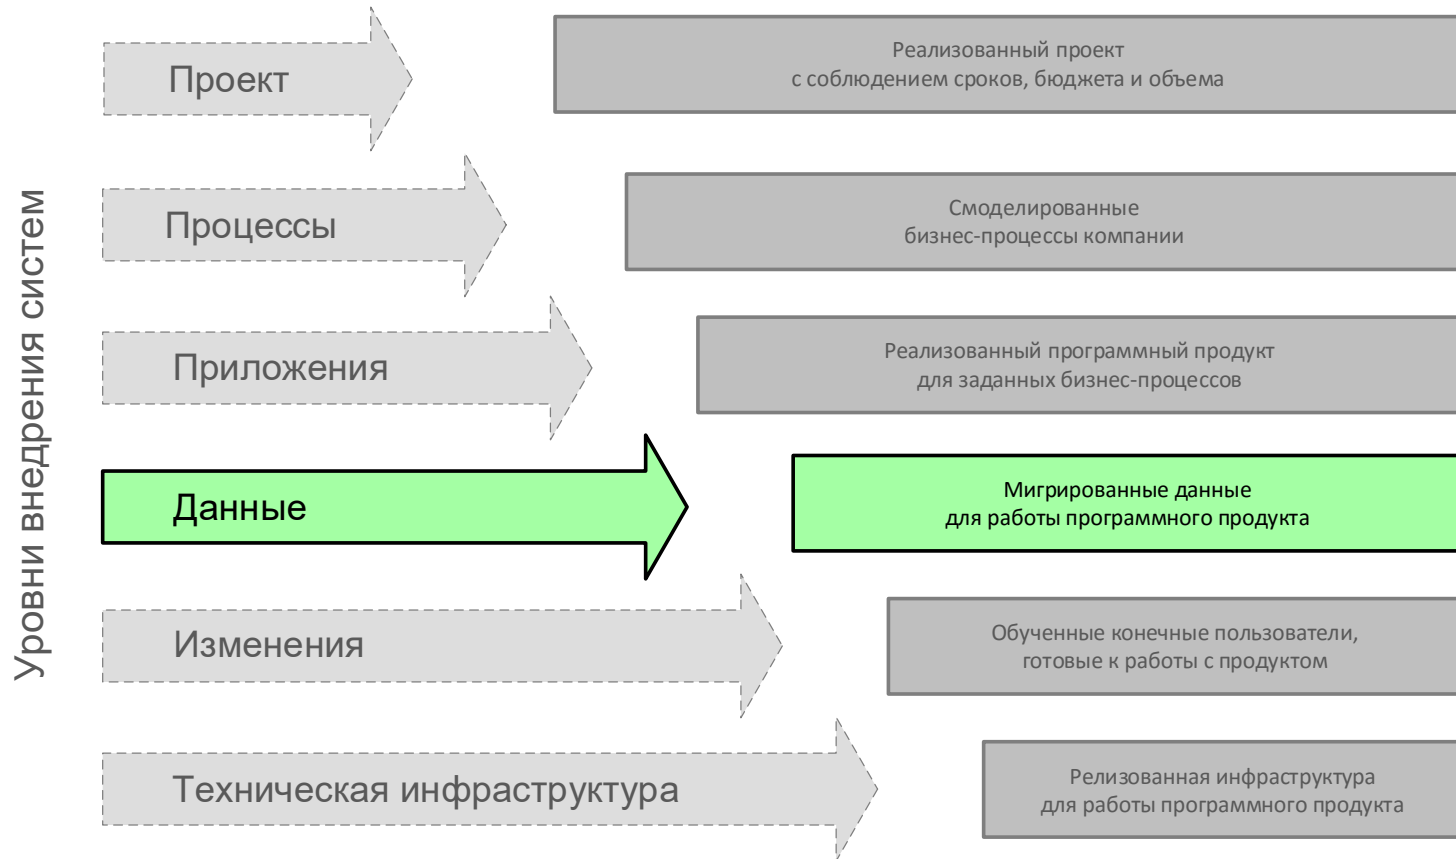 Уровни внедрения систем
Проект
Реализованный проект
с соблюдением сроков, бюджета и объема
Процессы
Смоделированные
бизнес-процессы компании
Приложения
Реализованный программный продукт
для заданных бизнес-процессов
Данные
Мигрированные данные
для работы программного продукта
Изменения
Обученные конечные пользователи,
готовые к работы с продуктом
Техническая инфраструктура
Релизованная инфраструктура
для работы программного продукта